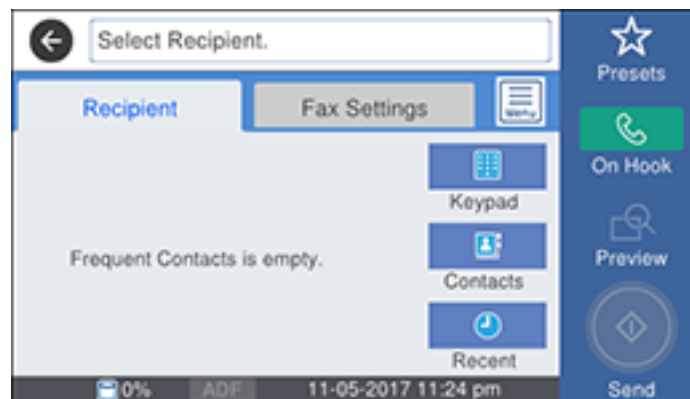 Select Recipient.
Presets
Recipient
Fax Settings
Menu
On Hook
Keypad
Frequent Contacts is empty.
Preview
Contacts
Recent
0% ADF 11-05-2017 11:24 pm
Send